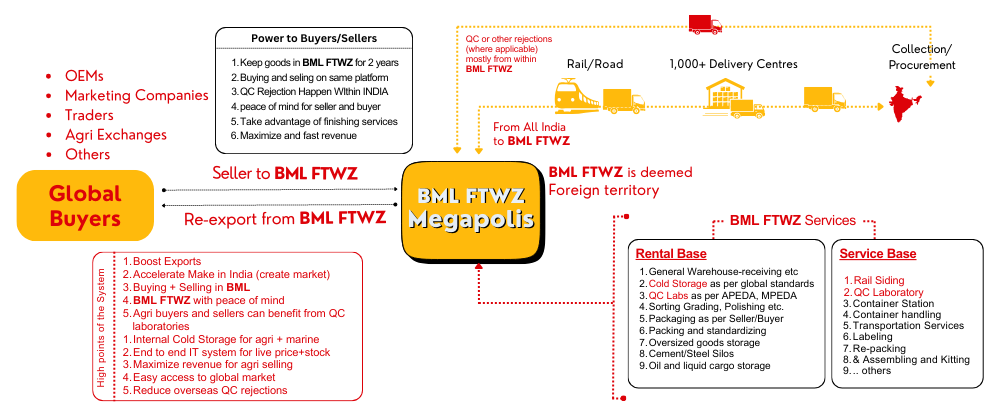 Power to Buyers/Sellers
1. Keep goods in BML FTWZ for 2 years
2. Buying and seling on same platform
3. QC Rejection Happen WIthin INDIA
4. peace of mind for seller and buyer
5. Take advantage of finishing services
6. Maximize and fast revenue
• OEMs
• Marketing Companies
• Traders
• Agri Exchanges
• Others
Global
Buyers
Seller to BML FTWZ
Re-export from BML FTWZ
QC or other rejections
(where applicable)
mostly from within
BML FTWZ
Rail/Road
1,000+ Delivery Centres
Collection/
Procurement
From All India
to BML FTWZ
BML FTWZ
Megapolis
BML FTWZ is deemed
Foreign territory
High points of the System
1. Boost Exports
2. Accelerate Make in India (create market)
3. Buying + Selling in BML
4. BML FTWZ with peace of mind
5. Agri buyers and sellers can benefit from QC
laboratories
1. Internal Cold Storage for agri + marine
2. End to end IT system for live price+stock
3. Maximize revenue for agri selling
4. Easy access to global market
5. Reduce overseas QC rejections
BML FTWZ Services
Rental Base
1. General Warehouse-receiving etc
2. Cold Storage as per global standards
3. QC Labs as per APEDA, MPEDA
4. Sorting Grading, Polishing etc.
5. Packaging as per Seller/Buyer
6. Packing and standardizing
7. Oversized goods storage
8. Cement/Steel Silos
9. Oil and liquid cargo storage
Service Base
1. Rail Siding
2. QC Laboratory
3. Container Station
4. Container handling
5. Transportation Services
6. Labeling
7. Re-packing
8. & Assembling and Kitting
9... others